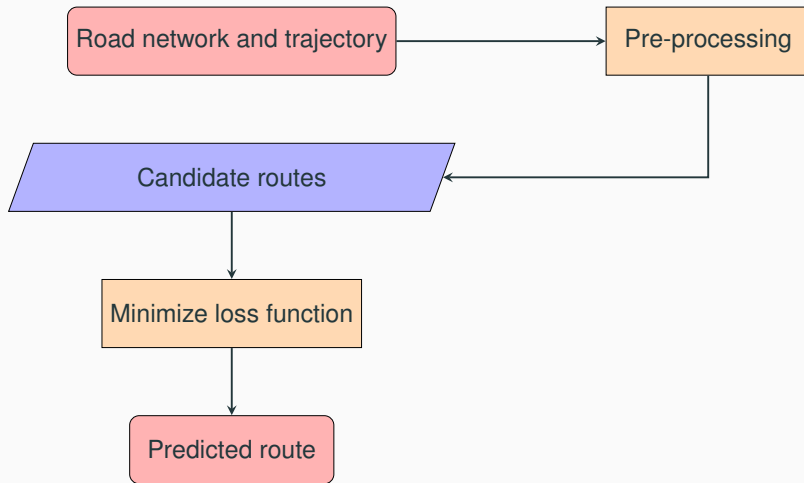 Road network and trajectory
Pre-processing
Candidate routes
Minimize loss function
Predicted route